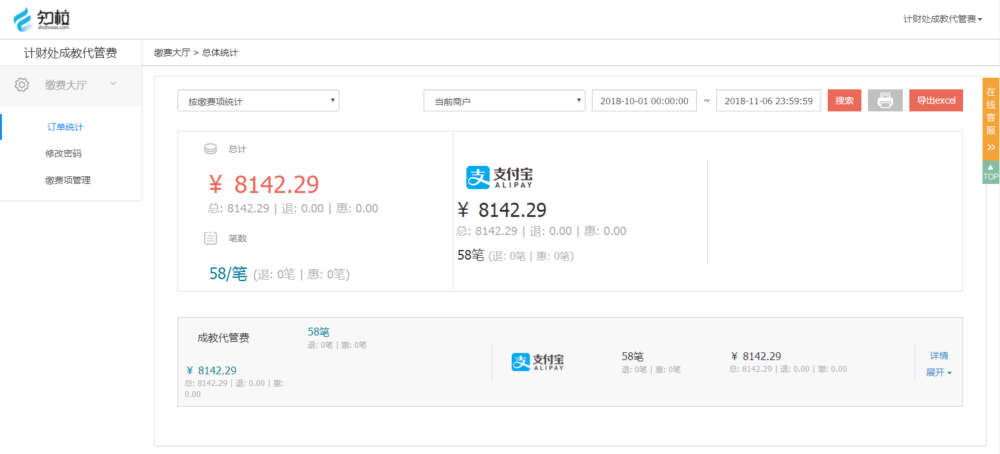 知校
zhizhixiao.com
计财处成教代管费
计财处成教代管费
缴费大厅 > 总体统计
缴费大厅
订单统计
修改密码
缴费项管理
按缴费项统计
当前商户
2018-10-01 00:00:00
~
2018-11-06 23:59:59
搜索
导出excel
在线客服
TOP
总计
¥ 8142.29
总: 8142.29 | 退: 0.00 | 惠: 0.00
笔数
58/笔 (退: 0笔 | 惠: 0笔)
支付宝
ALIPAY
¥ 8142.29
总: 8142.29 | 退: 0.00 | 惠: 0.00
58笔 (退: 0笔 | 惠: 0笔)
成教代管费
58笔
退: 0笔 | 惠: 0笔
¥ 8142.29
总: 8142.29 | 退: 0.00 | 惠:
0.00
支付宝
ALIPAY
58笔
退: 0笔 | 惠: 0笔
¥ 8142.29
总: 8142.29 | 退: 0.00 | 惠: 0.00
详情
展开